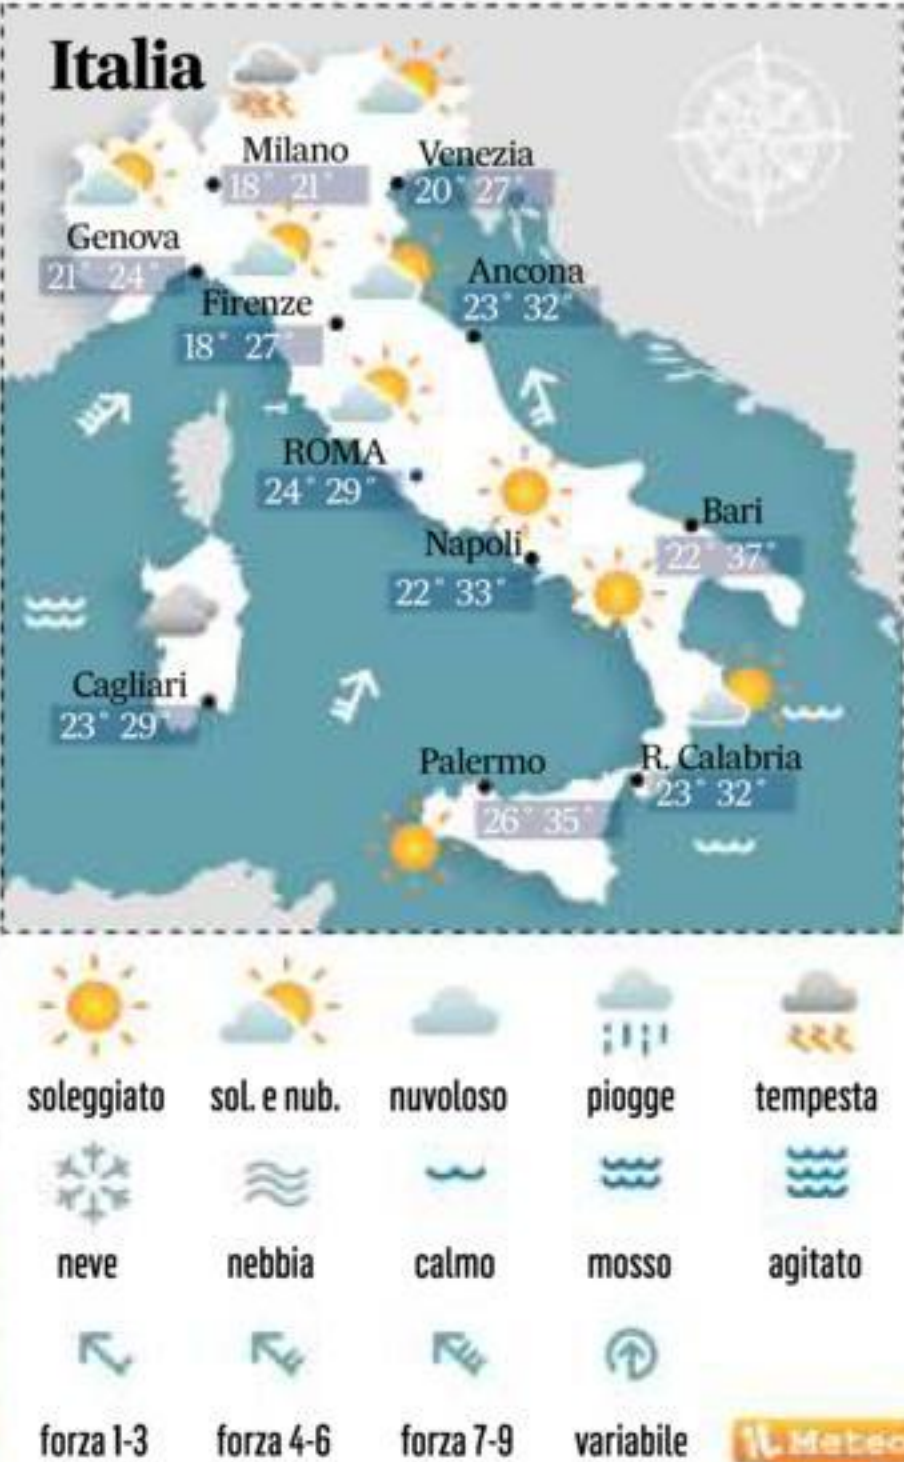 Italia
Milano
18° 21°
Venezia
20° 27°
Genova
21° 24°
Ancona
23° 32°
Firenze
18° 27°
ROMA
24° 29°
Bari
22° 37°
Napoli
22° 33°
Cagliari
23° 29°
Palermo
26° 35°
R. Calabria
23° 32°
soleggiato sol. e nub. nuvoloso piogge tempesta
neve nebbia calmo mosso agitato
forza 1-3 forza 4-6 forza 7-9 variabile
iL Meteo